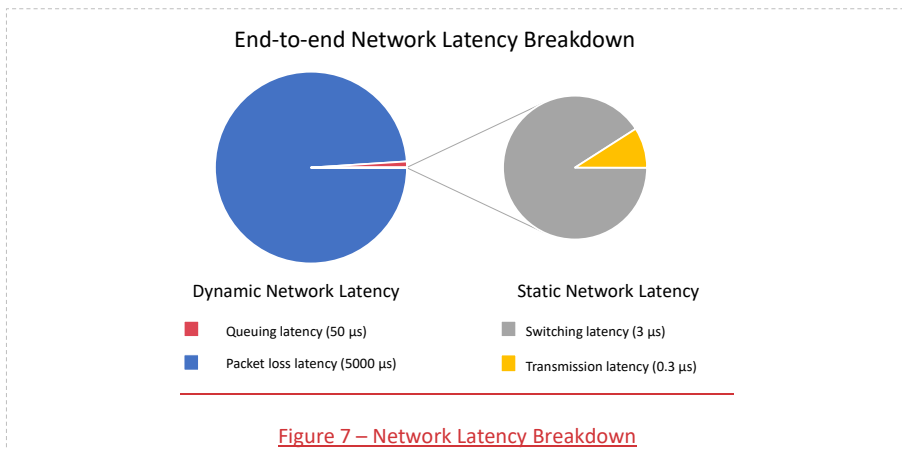 End-to-end Network Latency Breakdown
Dynamic Network Latency
Queuing latency (50 μs)
Packet loss latency (5000 μs)
Static Network Latency
Switching latency (3 μs)
Transmission latency (0.3 μs)
Figure 7 – Network Latency Breakdown